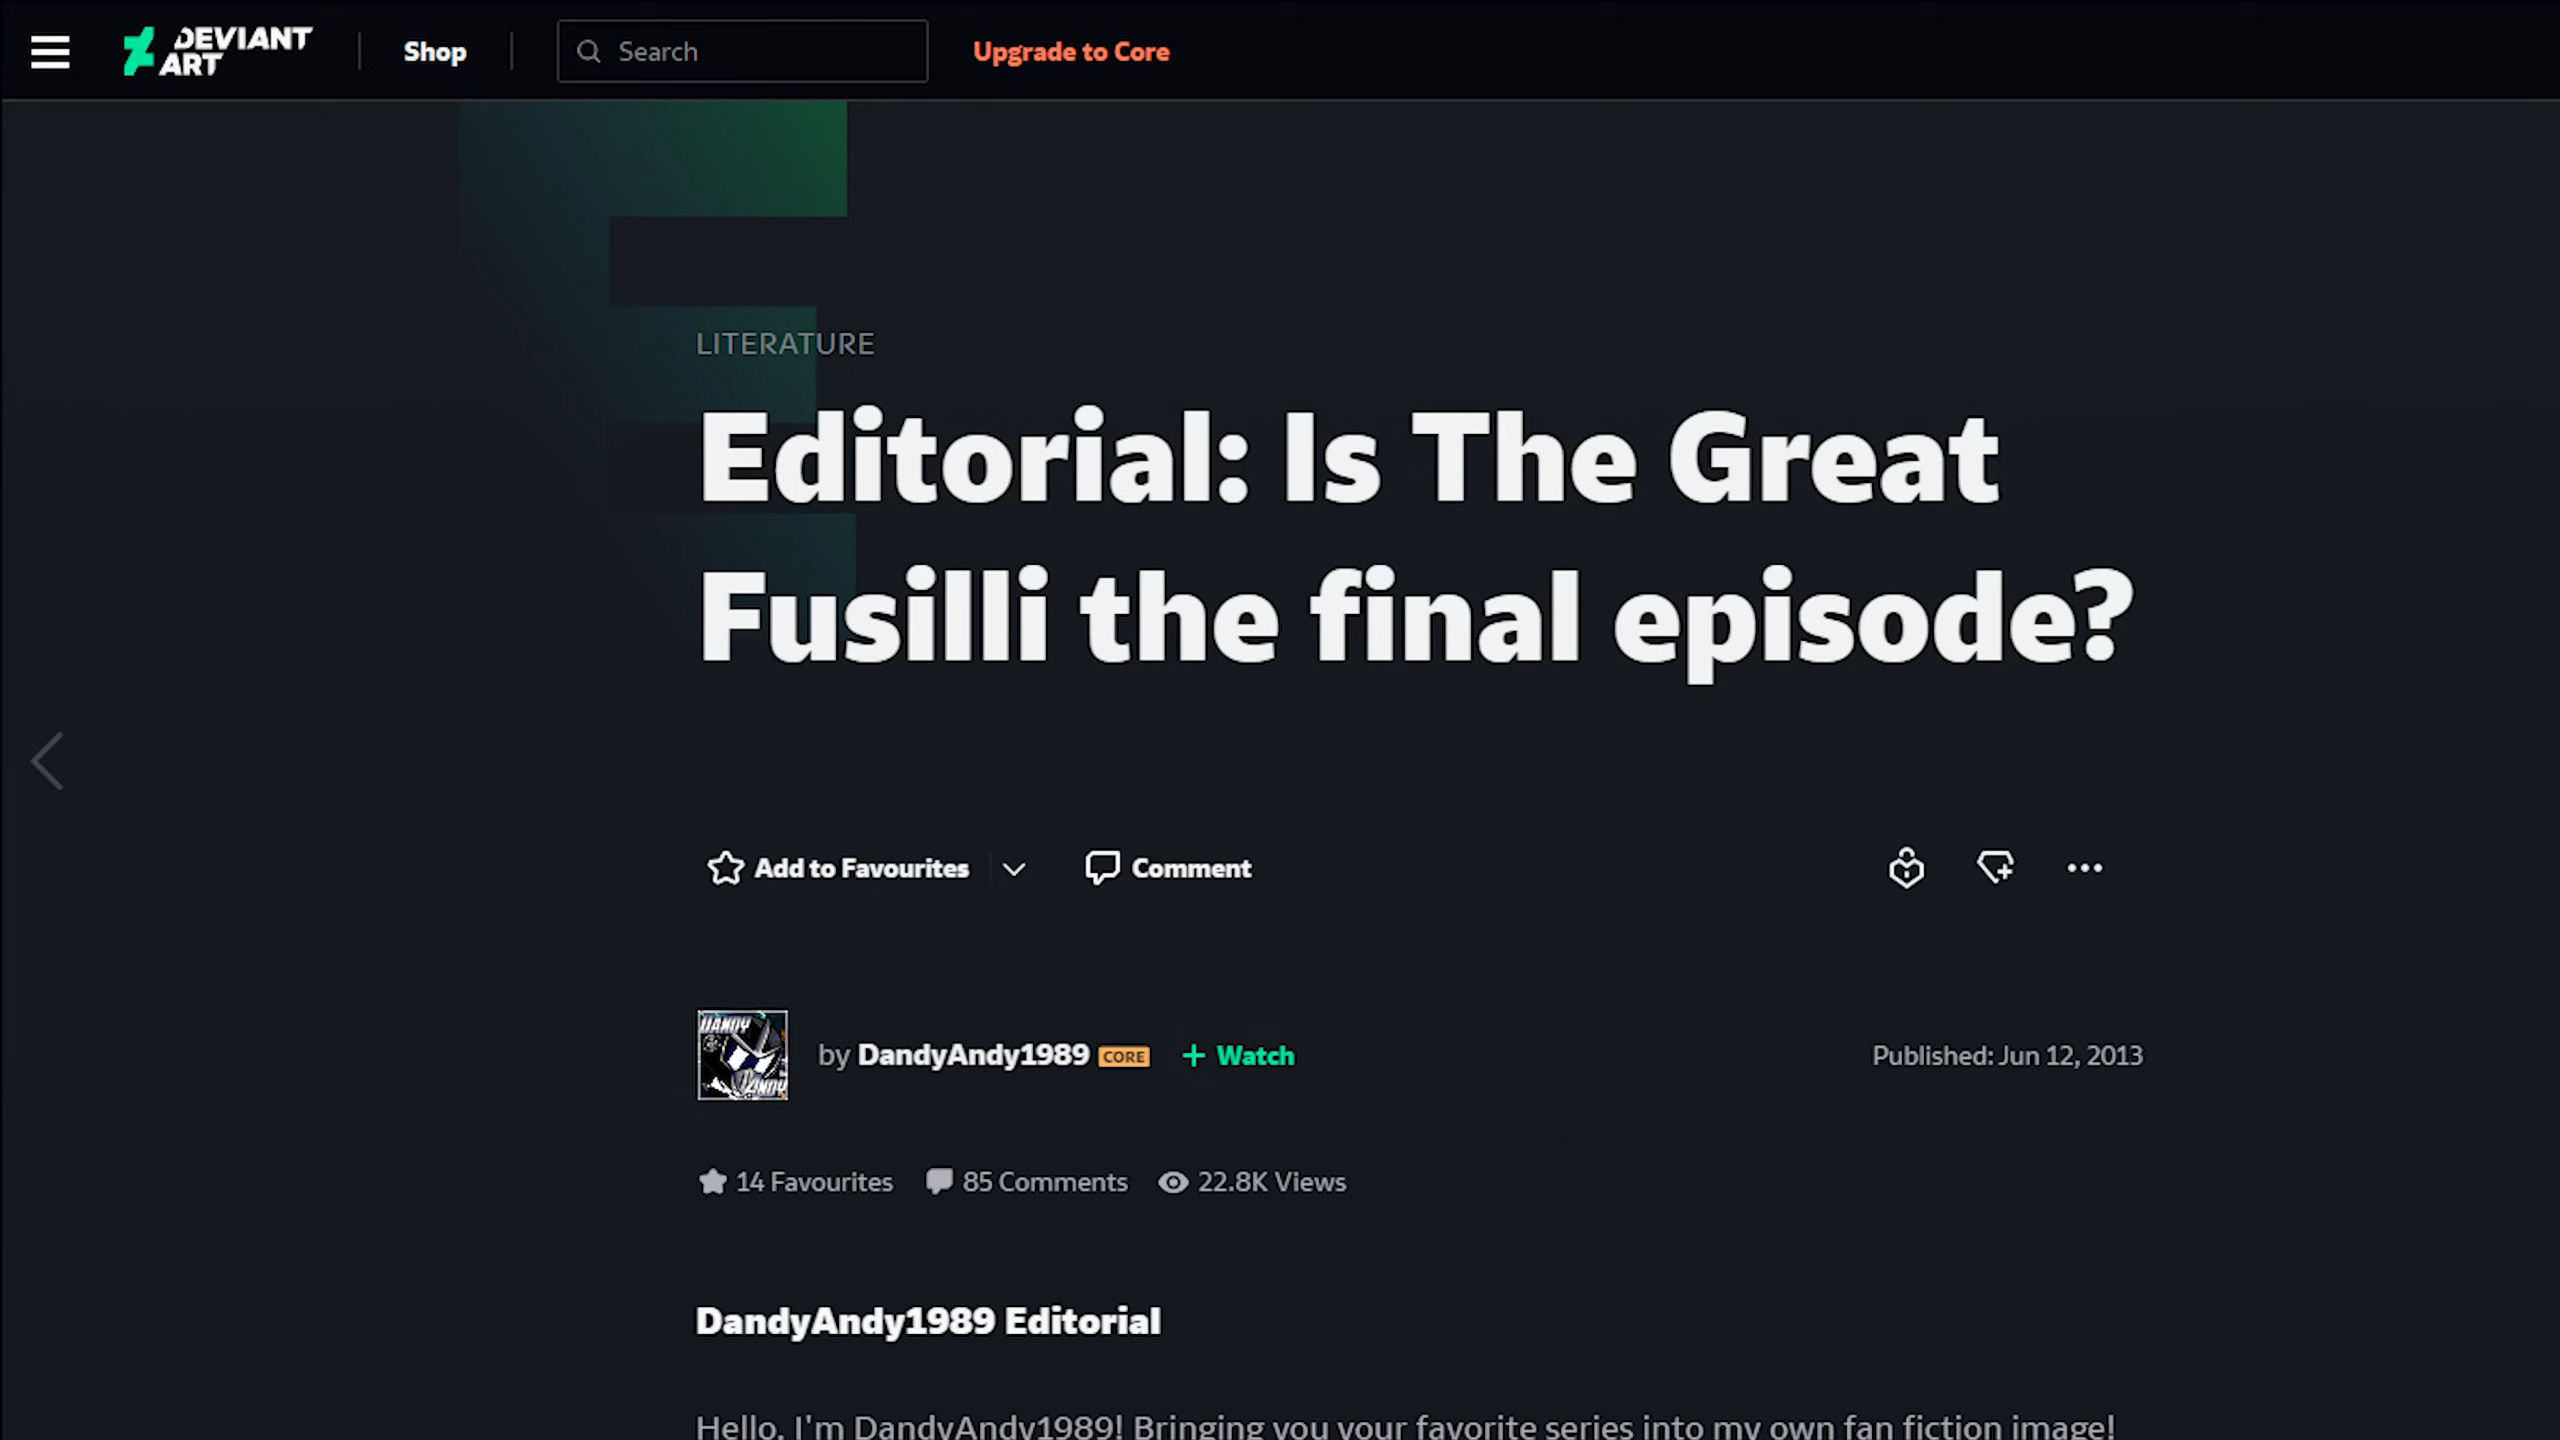 DEVIANT
ART
Shop
Search
Upgrade to Core
LITERATURE
Editorial: Is The Great
Fusilli the final episode?
Add to Favourites
Comment
DANDY
ANDY
by DandyAndy1989 CORE + Watch
Published: Jun 12, 2013
14 Favourites
85 Comments
22.8K Views
DandyAndy1989 Editorial
Hello, I'm DandyAndy1989! Bringing you your favorite series into my own fan fiction image!